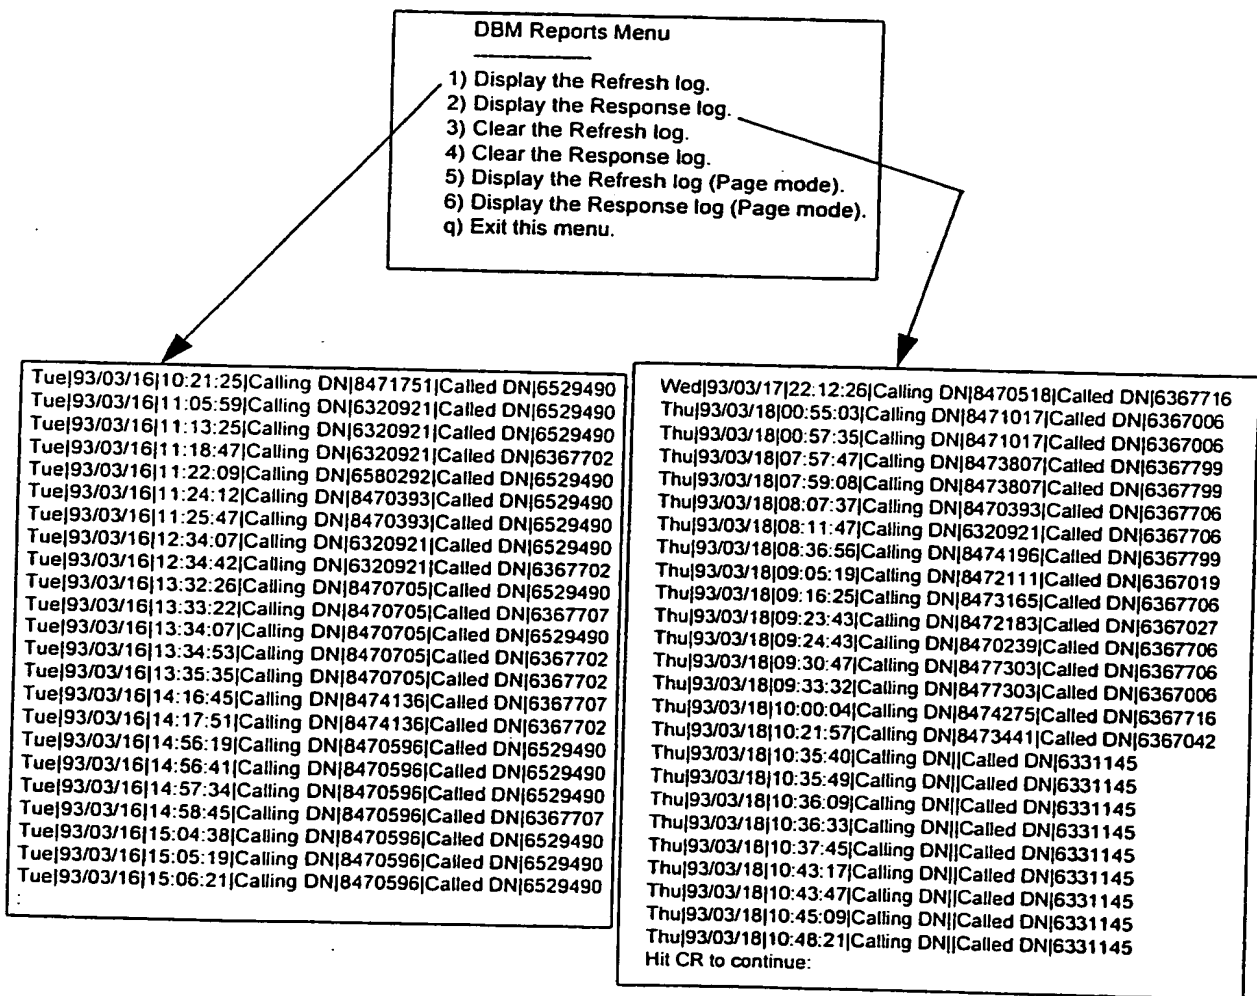 DBM Reports Menu
1) Display the Refresh log.
2) Display the Response log.
3) Clear the Refresh log.
4) Clear the Response log.
5) Display the Refresh log (Page mode).
6) Display the Response log (Page mode).
q) Exit this menu.
Tue|93/03/16|10:21:25|Calling DN|8471751|Called DN|6529490
Tue|93/03/16|11:05:59|Calling DN|6320921|Called DN|6529490
Tue|93/03/16|11:13:25|Calling DN|6320921|Called DN|6529490
Tue|93/03/16|11:18:47|Calling DN|6320921|Called DN|6367702
Tue|93/03/16|11:22:09|Calling DN|6580292|Called DN|6529490
Tue|93/03/16|11:24:12|Calling DN|8470393|Called DN|6529490
Tue|93/03/16|11:25:47|Calling DN|8470393|Called DN|6529490
Tue|93/03/16|12:34:07|Calling DN|6320921|Called DN|6529490
Tue|93/03/16|12:34:42|Calling DN|6320921|Called DN|6367702
Tue|93/03/16|13:32:26|Calling DN|8470705|Called DN|6529490
Tue|93/03/16|13:33:22|Calling DN|8470705|Called DN|6367707
Tue|93/03/16|13:34:07|Calling DN|8470705|Called DN|6529490
Tue|93/03/16|13:34:53|Calling DN|8470705|Called DN|6367702
Tue|93/03/16|13:35:35|Calling DN|8470705|Called DN|6367702
Tue|93/03/16|14:16:45|Calling DN|8474136|Called DN|6367707
Tue|93/03/16|14:17:51|Calling DN|8474136|Called DN|6367702
Tue|93/03/16|14:56:19|Calling DN|8470596|Called DN|6529490
Tue|93/03/16|14:56:41|Calling DN|8470596|Called DN|6529490
Tue|93/03/16|14:57:34|Calling DN|8470596|Called DN|6529490
Tue|93/03/16|14:58:45|Calling DN|8470596|Called DN|6367707
Tue|93/03/16|15:04:38|Calling DN|8470596|Called DN|6529490
Tue|93/03/16|15:05:19|Calling DN|8470596|Called DN|6529490
Tue|93/03/16|15:06:21|Calling DN|8470596|Called DN|6529490
:
Wed|93/03/17|22:12:26|Calling DN|8470518|Called DN|6367716
Thu|93/03/18|00:55:03|Calling DN|8471017|Called DN|6367006
Thu|93/03/18|00:57:35|Calling DN|8471017|Called DN|6367006
Thu|93/03/18|07:57:47|Calling DN|8473807|Called DN|6367799
Thu|93/03/18|07:59:08|Calling DN|8473807|Called DN|6367799
Thu|93/03/18|08:07:37|Calling DN|8470393|Called DN|6367706
Thu|93/03/18|08:11:47|Calling DN|6320921|Called DN|6367706
Thu|93/03/18|08:36:56|Calling DN|8474196|Called DN|6367799
Thu|93/03/18|09:05:19|Calling DN|8472111|Called DN|6367019
Thu|93/03/18|09:16:25|Calling DN|8473165|Called DN|6367706
Thu|93/03/18|09:23:43|Calling DN|8472183|Called DN|6367027
Thu|93/03/18|09:24:43|Calling DN|8470239|Called DN|6367706
Thu|93/03/18|09:30:47|Calling DN|8477303|Called DN|6367706
Thu|93/03/18|09:33:32|Calling DN|8477303|Called DN|6367006
Thu|93/03/18|10:00:04|Calling DN|8474275|Called DN|6367716
Thu|93/03/18|10:21:57|Calling DN|8473441|Called DN|6367042
Thu|93/03/18|10:35:40|Calling DN||Called DN|6331145
Thu|93/03/18|10:35:49|Calling DN||Called DN|6331145
Thu|93/03/18|10:36:09|Calling DN||Called DN|6331145
Thu|93/03/18|10:36:33|Calling DN||Called DN|6331145
Thu|93/03/18|10:37:45|Calling DN||Called DN|6331145
Thu|93/03/18|10:43:17|Calling DN||Called DN|6331145
Thu|93/03/18|10:43:47|Calling DN||Called DN|6331145
Thu|93/03/18|10:45:09|Calling DN||Called DN|6331145
Thu|93/03/18|10:48:21|Calling DN||Called DN|6331145
Hit CR to continue: